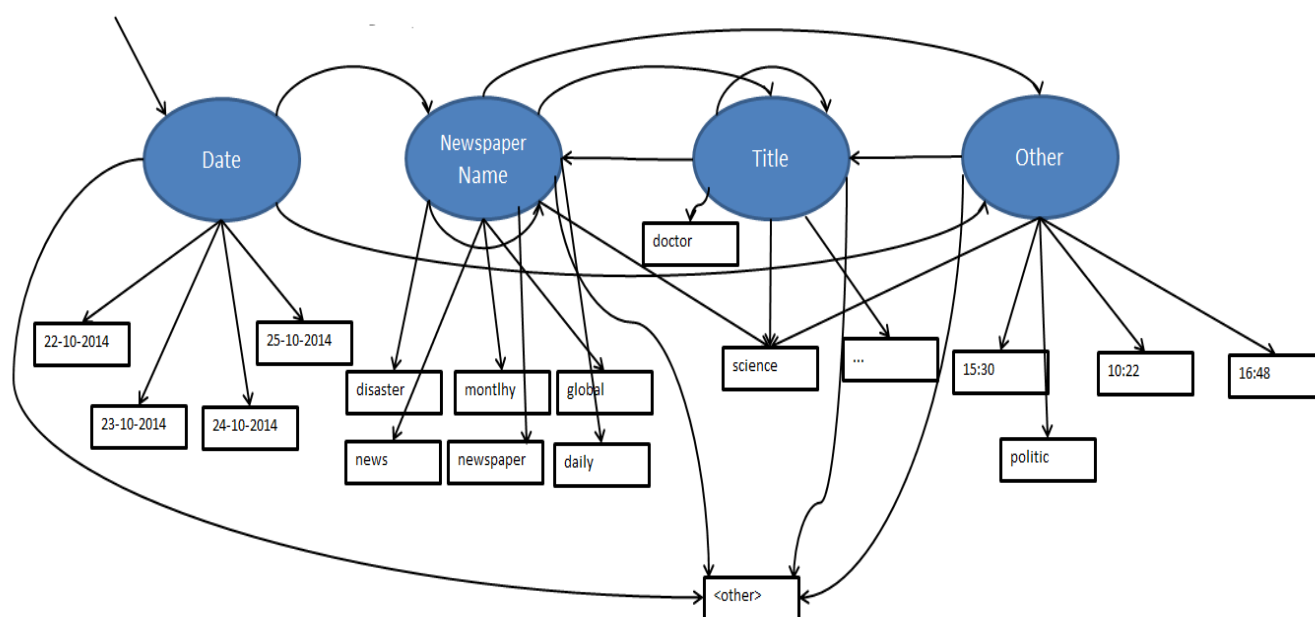 Date
Newspaper
Name
Title
Other
doctor
22-10-2014
25-10-2014
23-10-2014
24-10-2014
disaster
montlhy
global
science
...
15:30
10:22
16:48
news
newspaper
daily
politic
<other>